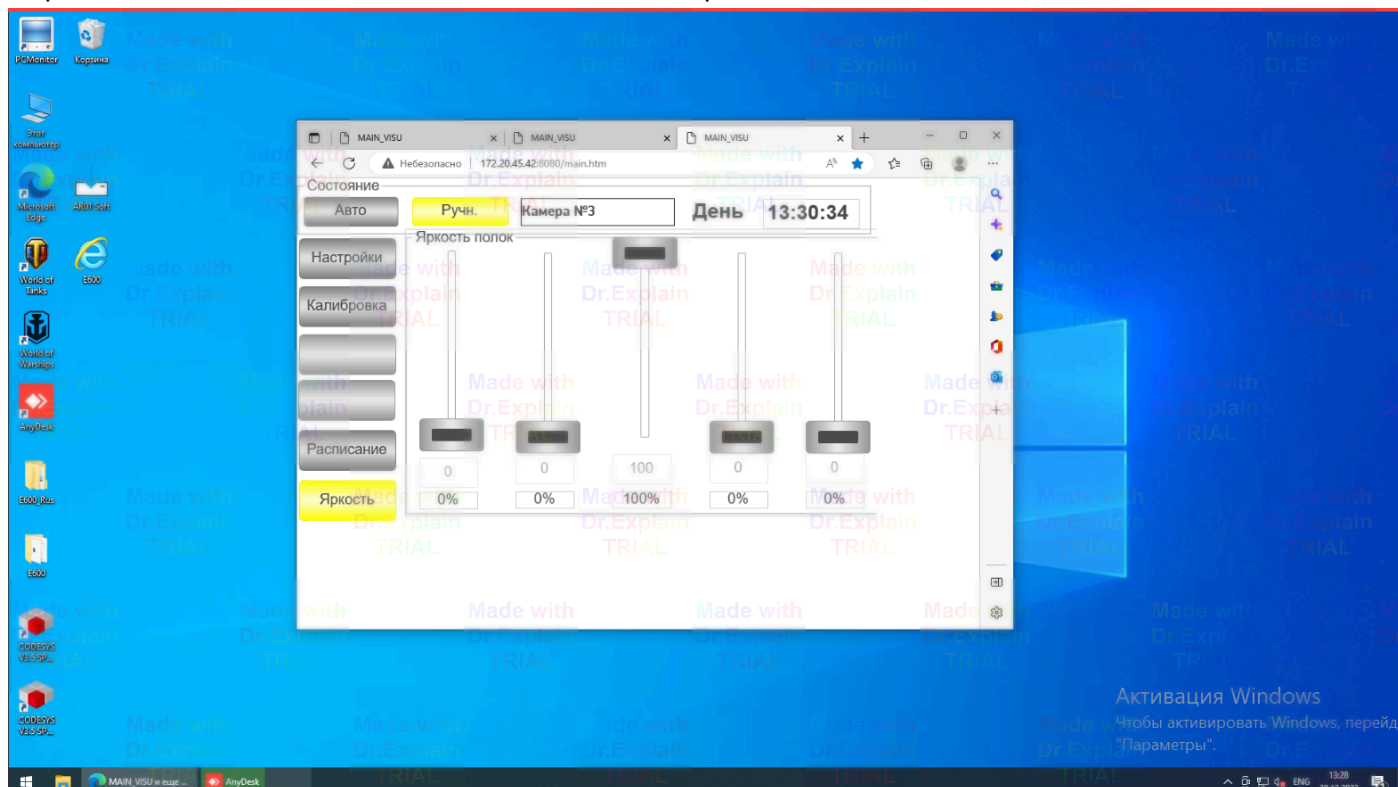 PGMonitor
Корзина
Этот
компьютер
Microsoft
Edge
ARDI Soft
World of
Tanks
E600
World of
Warships
AnyDesk
E600_Rus
E600
CODESYS
V3.5 SP...
CODESYS
V3.5 SP...
MAIN_VISU
MAIN_VISU
MAIN_VISU
Небезопасно
172.20.45.42:8080/main.htm
Состояние
Авто
Ручн.
Камера №3
День
13:30:34
Настройки
Калибровка
Расписание
Яркость
Яркость полок
0
0
100
0
0
0%
0%
100%
0%
0%
Made with
Dr.Explain
TRIAL
Активация Windows
Чтобы активировать Windows, перейд
"Параметры".
MAIN_VISU и еще ...
AnyDesk
ENG
13:28